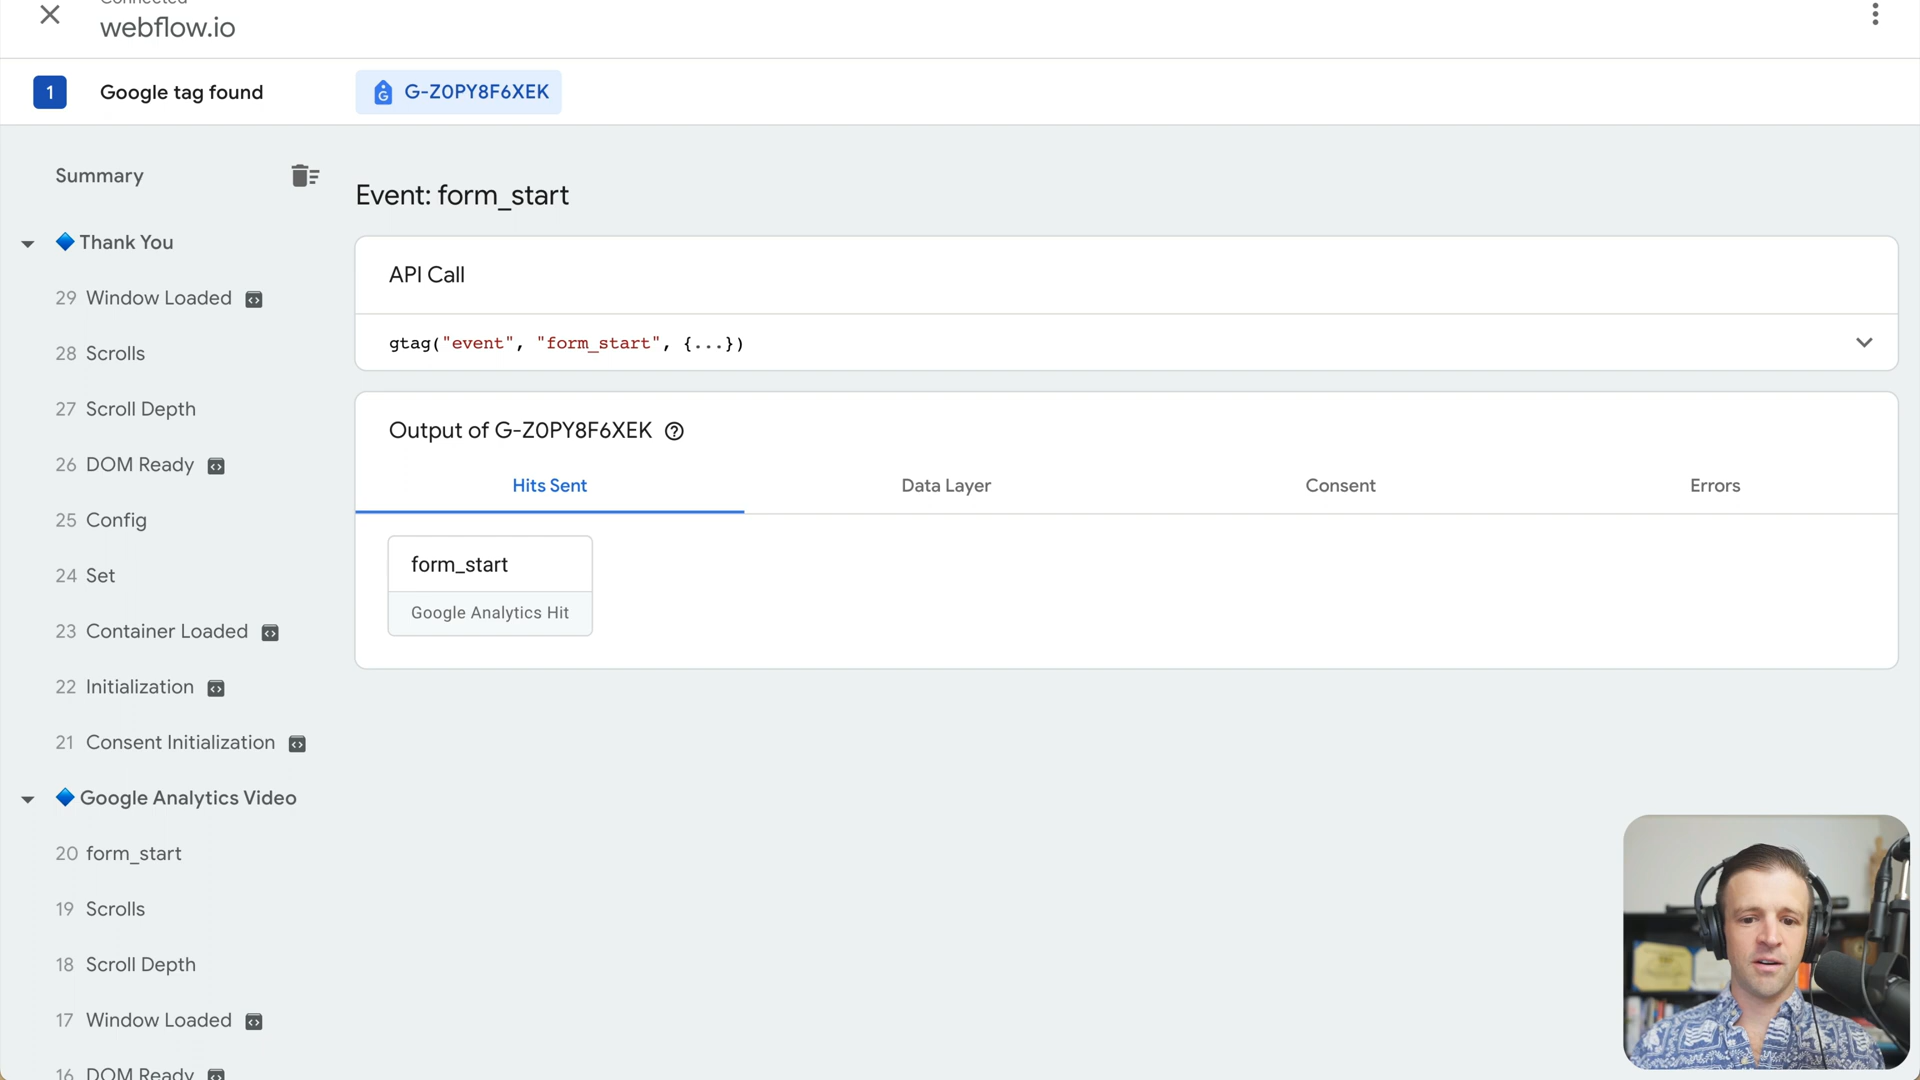 Connected
webflow.io
1 Google tag found G-Z0PY8F6XEK
Summary
Thank You
29 Window Loaded
28 Scrolls
27 Scroll Depth
26 DOM Ready
25 Config
24 Set
23 Container Loaded
22 Initialization
21 Consent Initialization
Google Analytics Video
20 form_start
19 Scrolls
18 Scroll Depth
17 Window Loaded
16 DOM Ready
Event: form_start
API Call
gtag("event", "form_start", {...})
Output of G-Z0PY8F6XEK
Hits Sent Data Layer Consent Errors
form_start
Google Analytics Hit